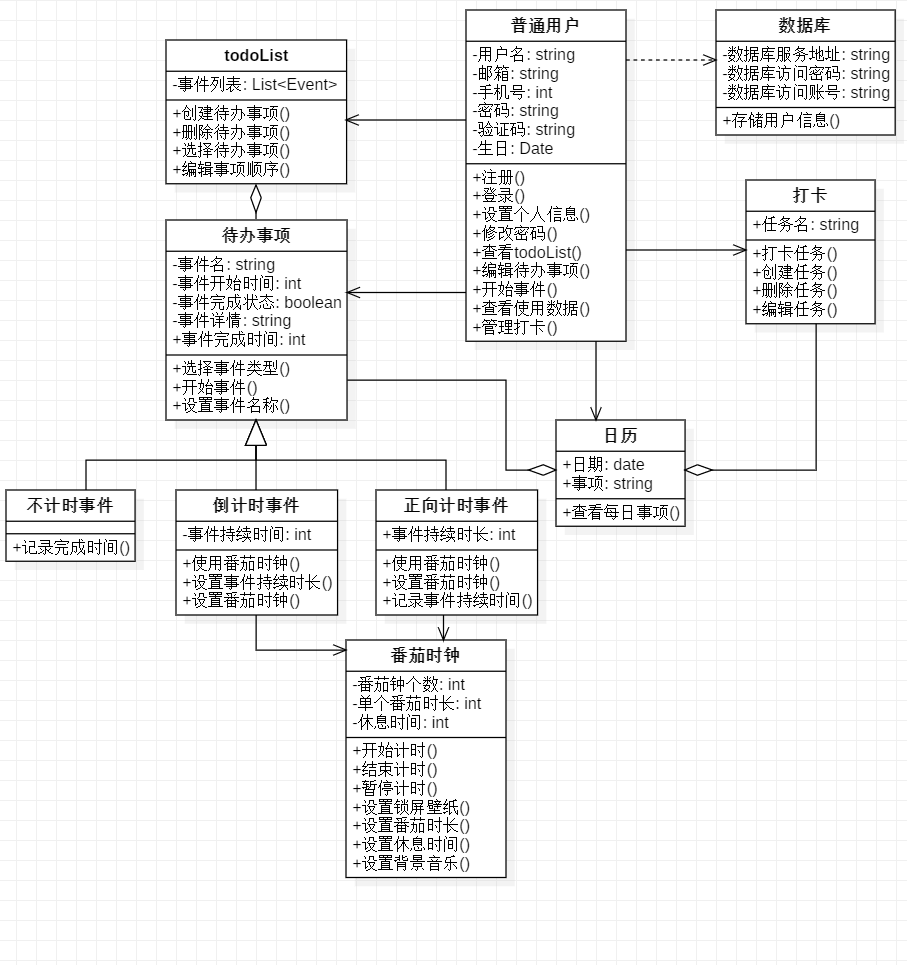 todoList
-事件列表: List<Event>
+创建待办事项()
+删除待办事项()
+选择待办事项()
+编辑事项顺序()
普通用户
-用户名: string
-邮箱: string
-手机号: int
-密码: string
-验证码: string
-生日: Date
+注册()
+登录()
+设置个人信息()
+修改密码()
+查看todoList()
+编辑待办事项()
+开始事件()
+查看使用数据()
+管理打卡()
数据库
-数据库服务地址: string
-数据库访问密码: string
-数据库访问账号: string
+存储用户信息()
打卡
+任务名: string
+打卡任务()
+创建任务()
+删除任务()
+编辑任务()
待办事项
-事件名: string
-事件开始时间: int
-事件完成状态: boolean
-事件详情: string
+事件完成时间: int
+选择事件类型()
+开始事件()
+设置事件名称()
日历
+日期: date
+事项: string
+查看每日事项()
不计时事件
+记录完成时间()
倒计时事件
-事件持续时间: int
+使用番茄时钟()
+设置事件持续时长()
+设置番茄时钟()
正向计时事件
+事件持续时长: int
+使用番茄时钟()
+设置番茄时钟()
+记录事件持续时间()
番茄时钟
-番茄钟个数: int
-单个番茄时长: int
-休息时间: int
+开始计时()
+结束计时()
+暂停计时()
+设置锁屏壁纸()
+设置番茄时长()
+设置休息时间()
+设置背景音乐()